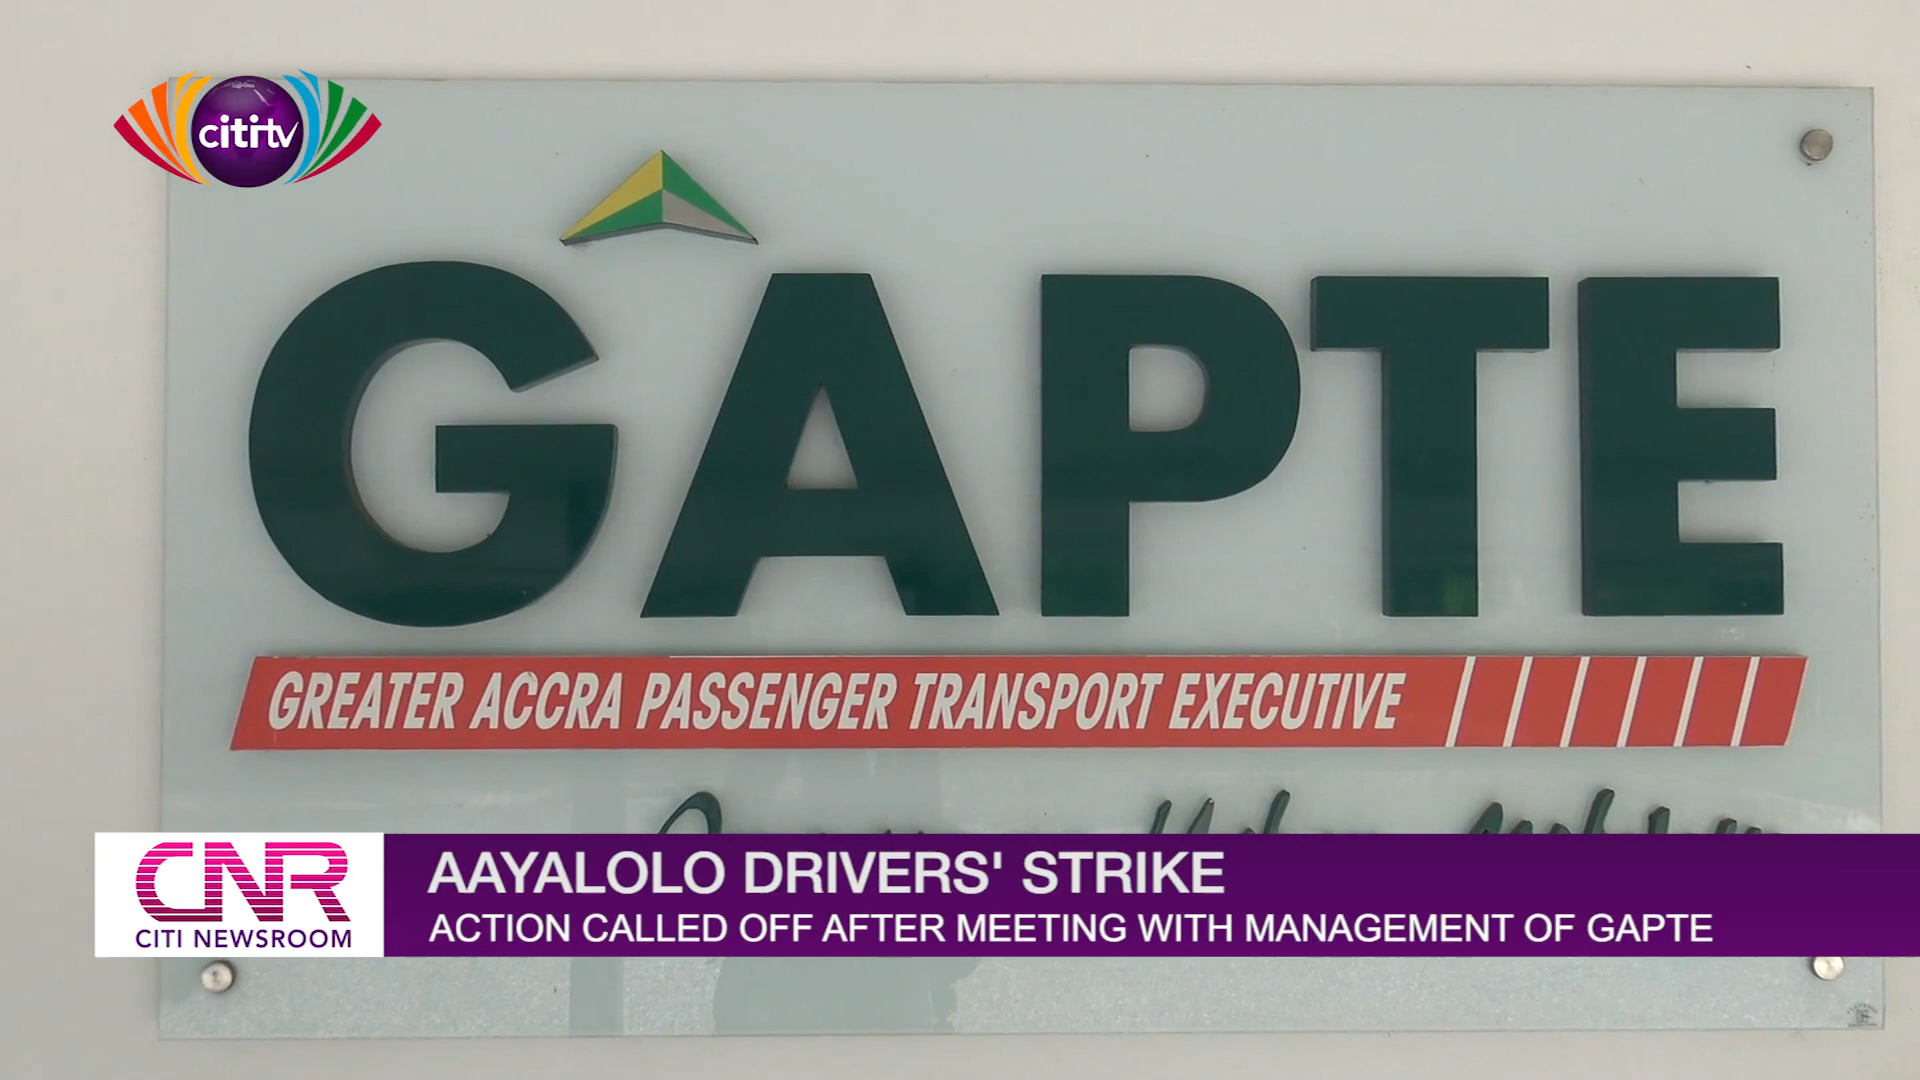 citi tv
GAPTE
GREATER ACCRA PASSENGER TRANSPORT EXECUTIVE
CNR
CITI NEWSROOM
AAYALOLO DRIVERS' STRIKE
ACTION CALLED OFF AFTER MEETING WITH MANAGEMENT OF GAPTE